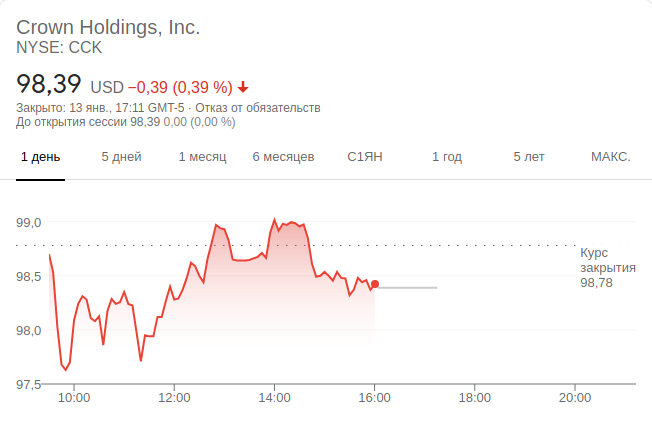 Crown Holdings, Inc.
NYSE: CCK
98,39 USD −0,39 (0,39 %)
Закрыто: 13 янв., 17:11 GMT-5 · Отказ от обязательств
До открытия сессии 98,39 0,00 (0,00 %)
1 день 5 дней 1 месяц 6 месяцев С1ЯН 1 год 5 лет МАКС.
99,0
Курс
закрытия
98,78
98,5
98,0
97,5
10:00 12:00 14:00 16:00 18:00 20:00